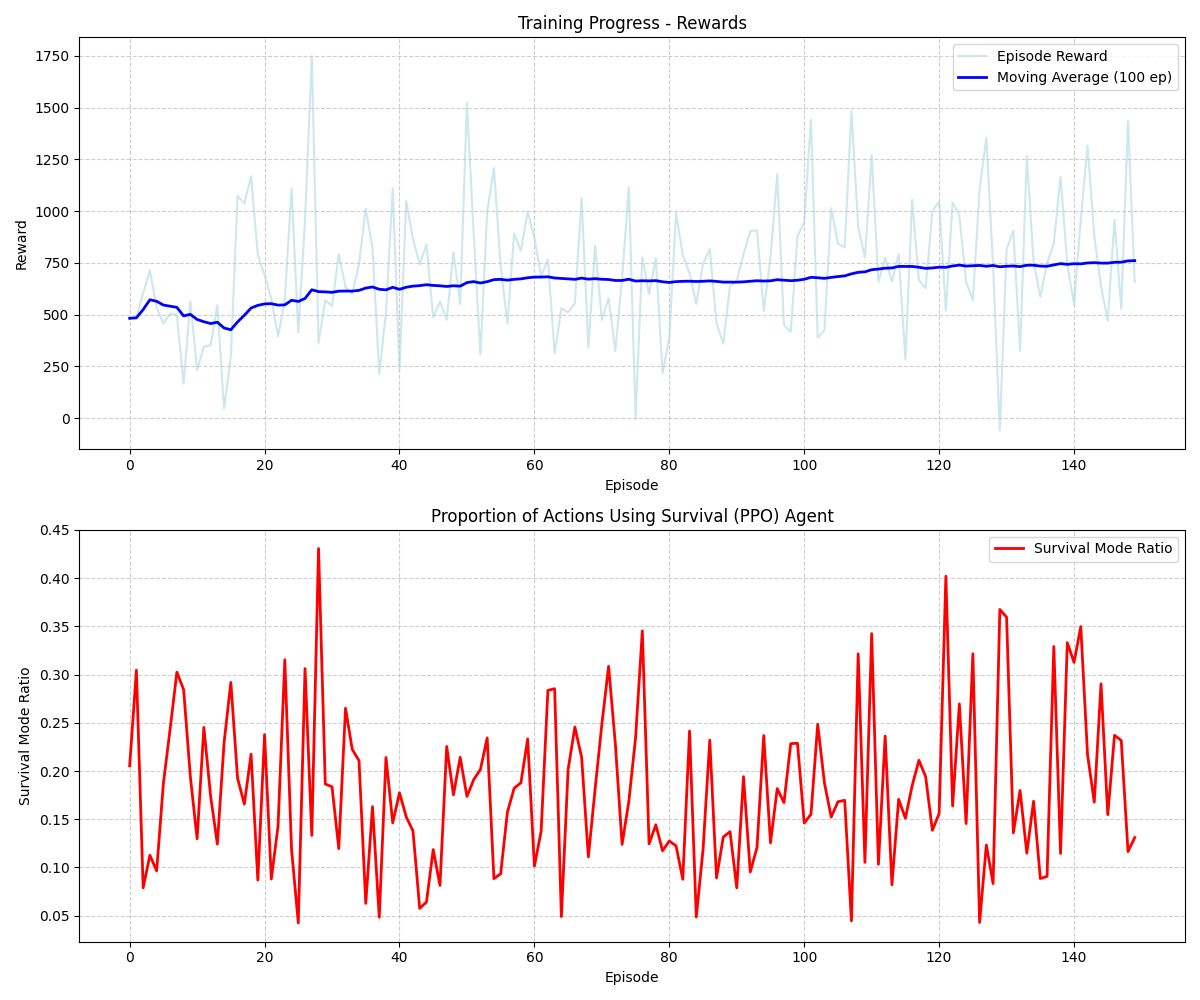 Training Progress - Rewards
Reward
1750
1500
1250
1000
750
500
250
0
Episode Reward
Moving Average (100 ep)
0 20 40 60 80 100 120 140
Episode
Proportion of Actions Using Survival (PPO) Agent
Survival Mode Ratio
0.45
0.40
0.35
0.30
0.25
0.20
0.15
0.10
0.05
Survival Mode Ratio
0 20 40 60 80 100 120 140
Episode